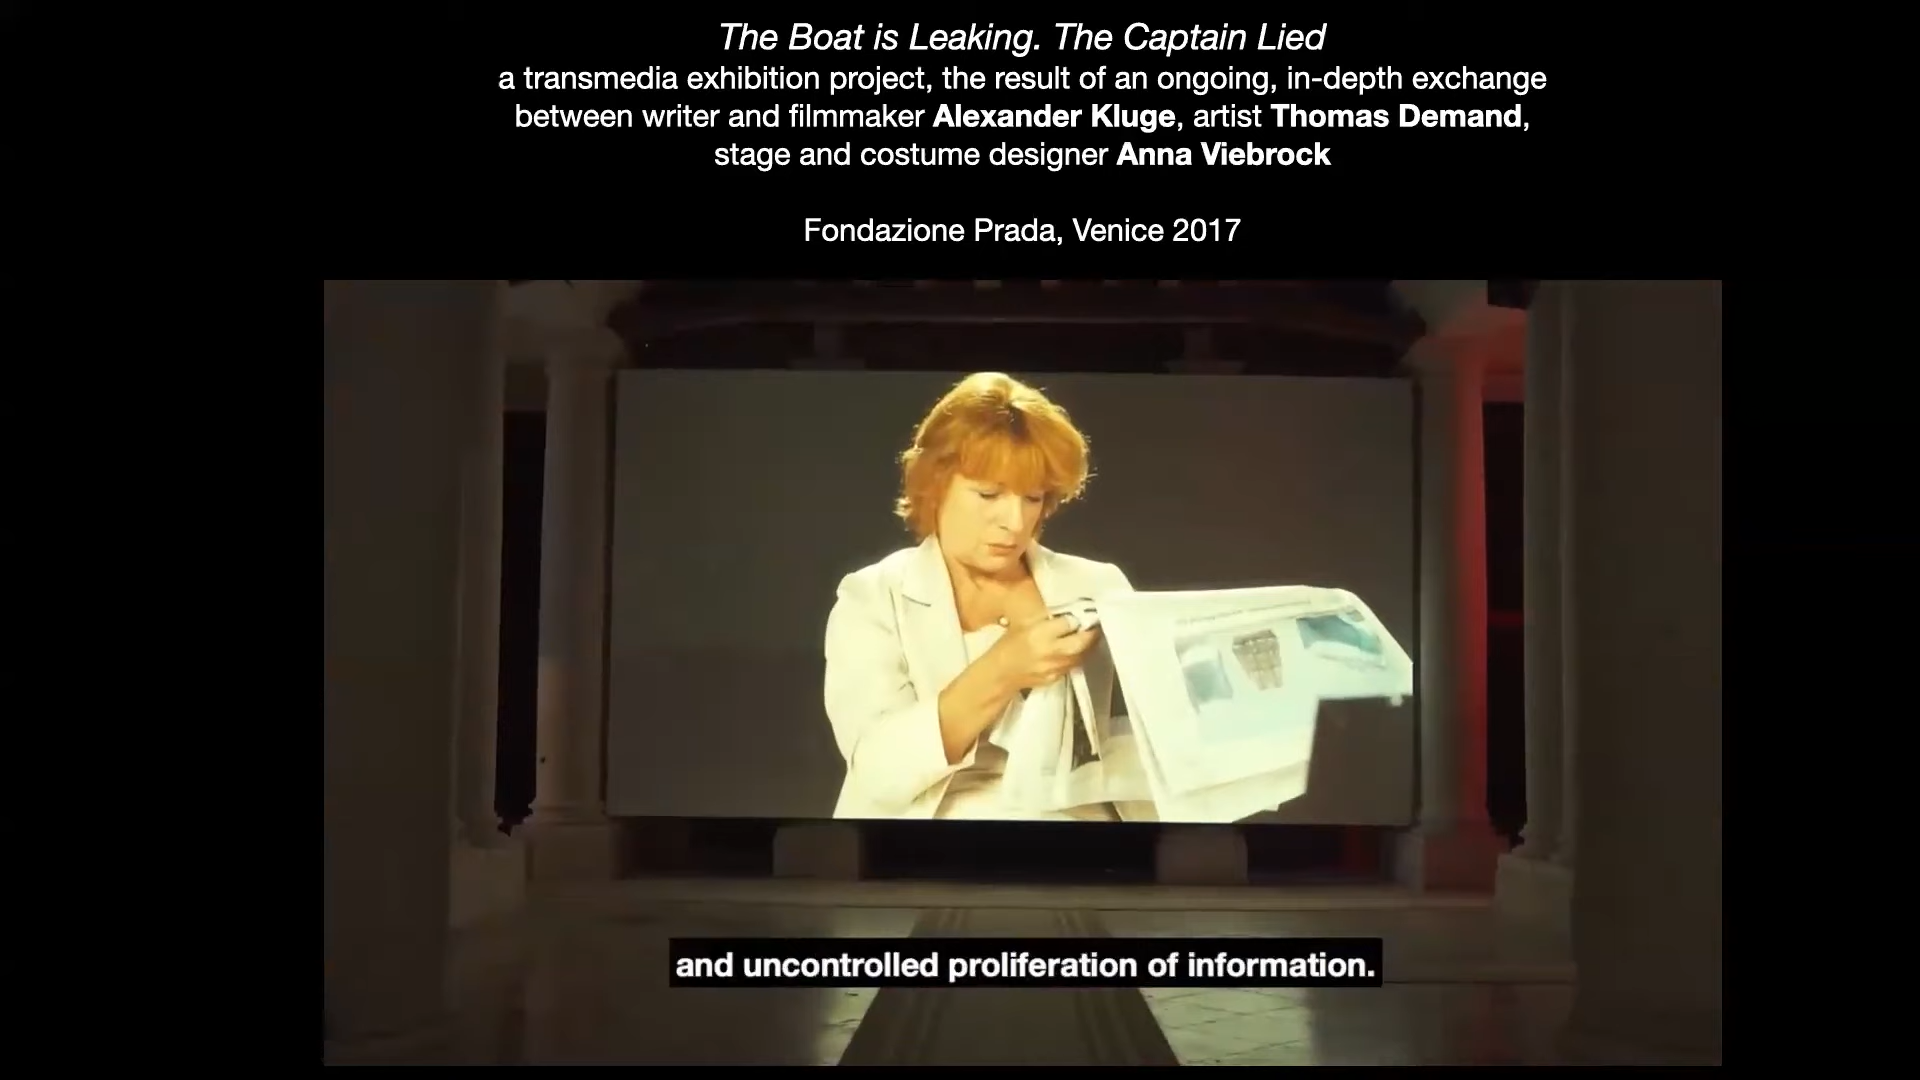 The Boat is Leaking. The Captain Lied
a transmedia exhibition project, the result of an ongoing, in-depth exchange
between writer and filmmaker Alexander Kluge, artist Thomas Demand,
stage and costume designer Anna Viebrock
Fondazione Prada, Venice 2017
and uncontrolled proliferation of information.